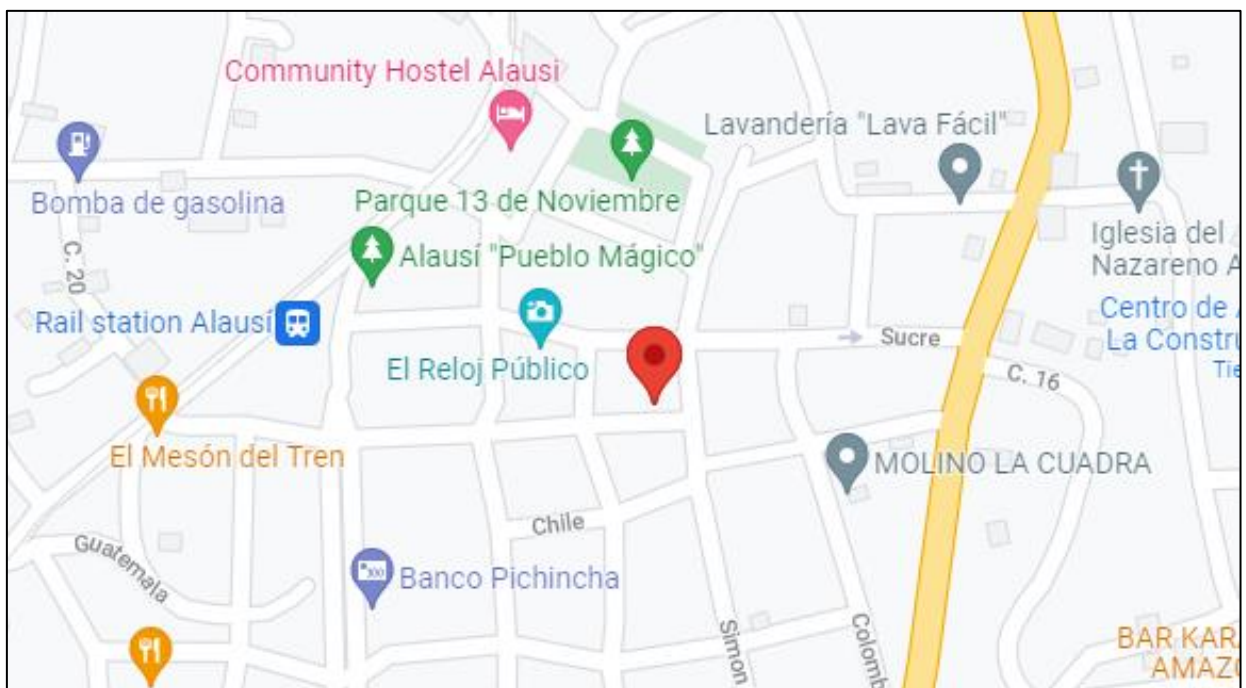 Community Hostel Alausi
Lavandería "Lava Fácil"
Bomba de gasolina
Parque 13 de Noviembre
C. 20
Alausí "Pueblo Mágico"
Iglesia del
Nazareno A
Rail station Alausí
Centro de
La Constru
Tie
Sucre
El Reloj Público
C. 16
El Mesón del Tren
MOLINO LA CUADRA
Chile
Guatemala
Banco Pichincha
Simon
Colomb
BAR KAR
AMAZO